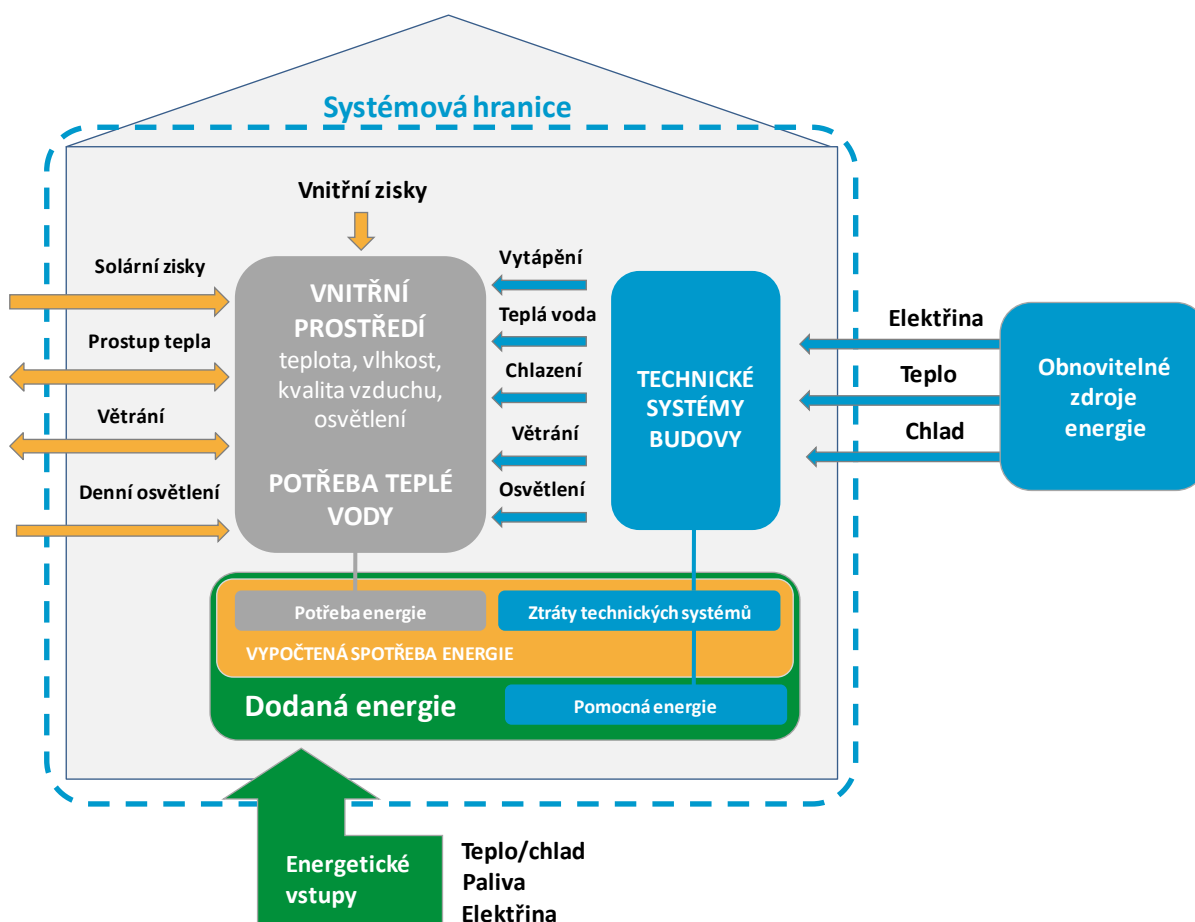 Systémová hranice
Vnitřní zisky
Solární zisky
Prostup tepla
Větrání
Denní osvětlení
VNITŘNÍ
PROSTŘEDÍ
teplota, vlhkost,
kvalita vzduchu,
osvětlení
POTŘEBA TEPLÉ
VODY
Vytápění
Teplá voda
Chlazení
Větrání
Osvětlení
TECHNICKÉ
SYSTÉMY
BUDOVY
Elektřina
Teplo
Chlad
Obnovitelné
zdroje
energie
Potřeba energie
Ztráty technických systémů
VYPOČTENÁ SPOTŘEBA ENERGIE
Dodaná energie
Pomocná energie
Energetické
vstupy
Teplo/chlad
Paliva
Elektřina